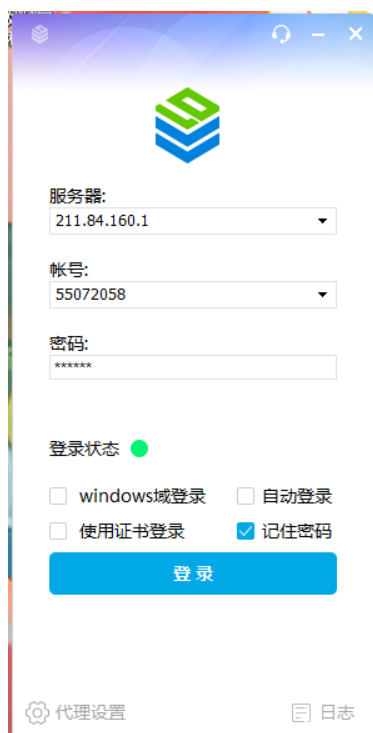 服务器:
211.84.160.1
帐号:
55072058
密码:
******
登录状态
windows域登录 自动登录
使用证书登录 记住密码
登录
代理设置 日志